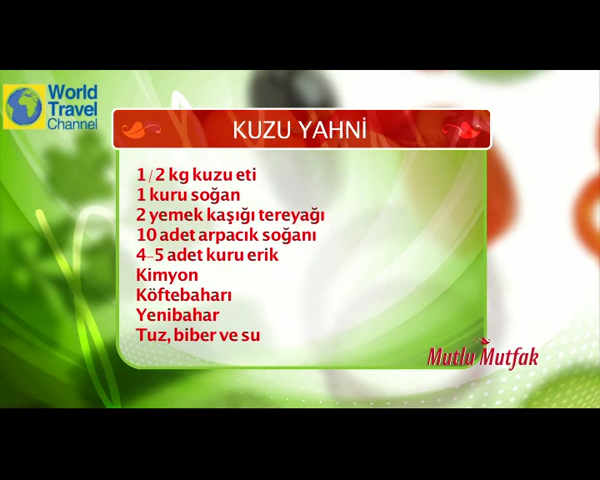 World
Travel
Channel
KUZU YAHNİ
1/2 kg kuzu eti
1 kuru soğan
2 yemek kaşığı tereyağı
10 adet arpacık soğanı
4-5 adet kuru erik
Kimyon
Köftebaharı
Yenibahar
Tuz, biber ve su
Mutlu Mutfak